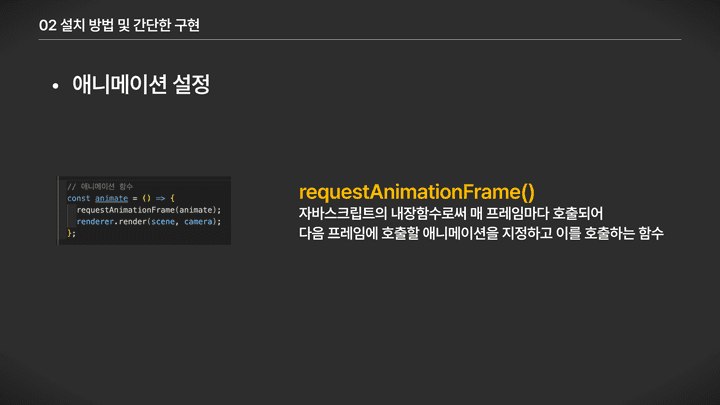 02 설치 방법 및 간단한 구현
• 애니메이션 설정
// 애니메이션 함수
const animate = () => {
requestAnimationFrame(animate);
renderer.render(scene, camera);
};
requestAnimationFrame()
자바스크립트의 내장함수로써 매 프레임마다 호출되어
다음 프레임에 호출할 애니메이션을 지정하고 이를 호출하는 함수